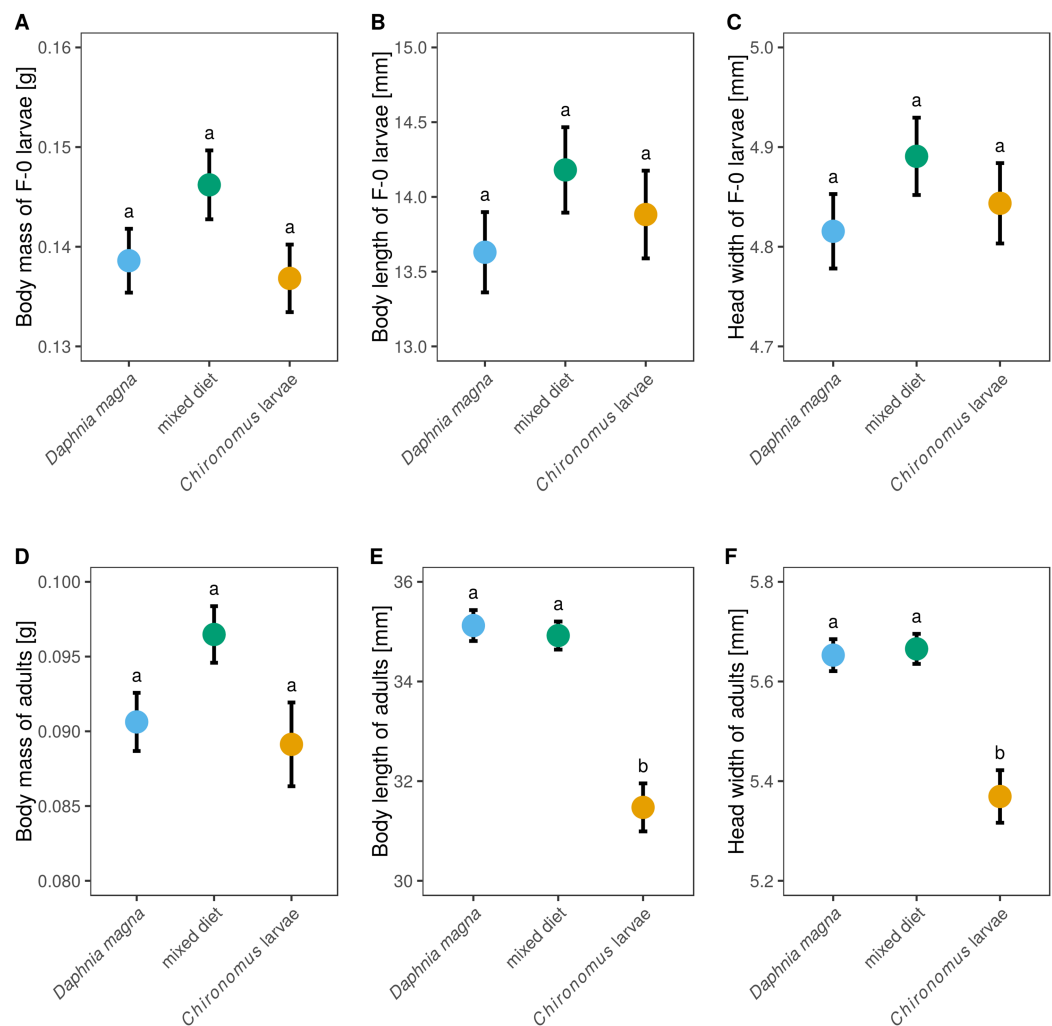 A
Body mass of F-0 larvae [g]
0.16
0.15
0.14
0.13
a
a
a
Daphnia magna
mixed diet
Chironomus larvae
B
Body length of F-0 larvae [mm]
15.0
14.5
14.0
13.5
13.0
a
a
a
Daphnia magna
mixed diet
Chironomus larvae
C
Head width of F-0 larvae [mm]
5.0
4.9
4.8
4.7
a
a
a
Daphnia magna
mixed diet
Chironomus larvae
D
Body mass of adults [g]
0.100
0.095
0.090
0.085
0.080
a
a
a
Daphnia magna
mixed diet
Chironomus larvae
E
Body length of adults [mm]
36
34
32
30
a
a
b
Daphnia magna
mixed diet
Chironomus larvae
F
Head width of adults [mm]
5.8
5.6
5.4
5.2
a
a
b
Daphnia magna
mixed diet
Chironomus larvae